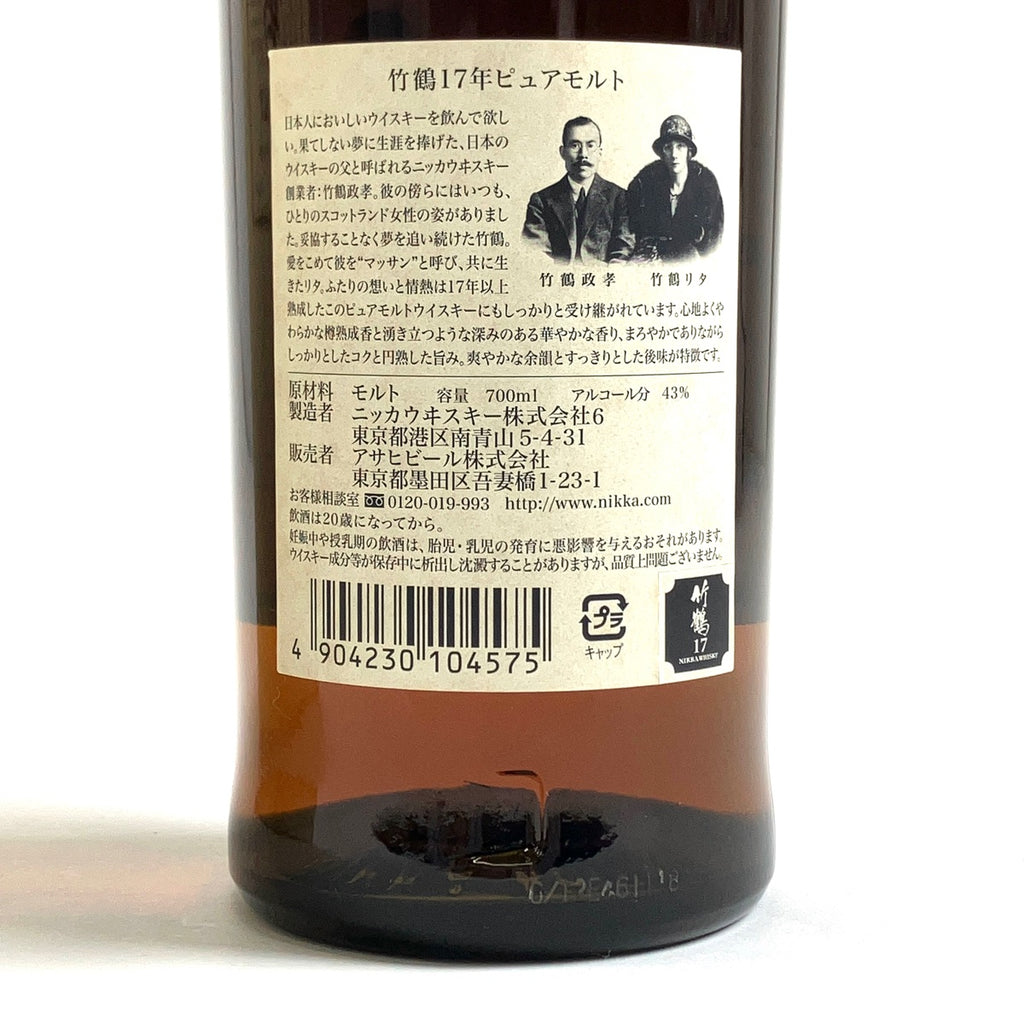 竹鶴17年ピュアモルト
日本人においしいウイスキーを飲んで欲し
い。果てしない夢に生涯を捧げた、日本の
ウイスキーの父と呼ばれるニッカウヰスキー
創業者：竹鶴政孝。彼の傍らにはいつも、
ひとりのスコットランド女性の姿がありまし
た。妥協することなく夢を追い続けた竹鶴。
愛をこめて彼を“マッサン”と呼び、共に生
きたリタ。ふたりの想いと情熱は17年以上
竹鶴政孝 竹鶴リタ
熟成したこのピュアモルトウイスキーにもしっかりと受け継がれています。心地よくや
わらかな樽熟成香と湧き立つような深みのある華やかな香り、まろやかでありながら
しっかりとしたコクと円熟した旨み。爽やかな余韻とすっきりとした後味が特徴です。
原材料 モルト 容量 700ml アルコール分 43%
製造者 ニッカウヰスキー株式会社6
東京都港区南青山5-4-31
販売者 アサヒビール株式会社
東京都墨田区吾妻橋1-23-1
お客様相談室 0120-019-993 http://www.nikka.com
飲酒は20歳になってから。
妊娠中や授乳期の飲酒は、胎児・乳児の発育に悪影響を与えるおそれがあります。
ウイスキー成分等が保存中に析出し沈澱することがありますが、品質上問題ございません。
4 904230 104575
プラ
キャップ
竹鶴
17
NIKKA WHISKY